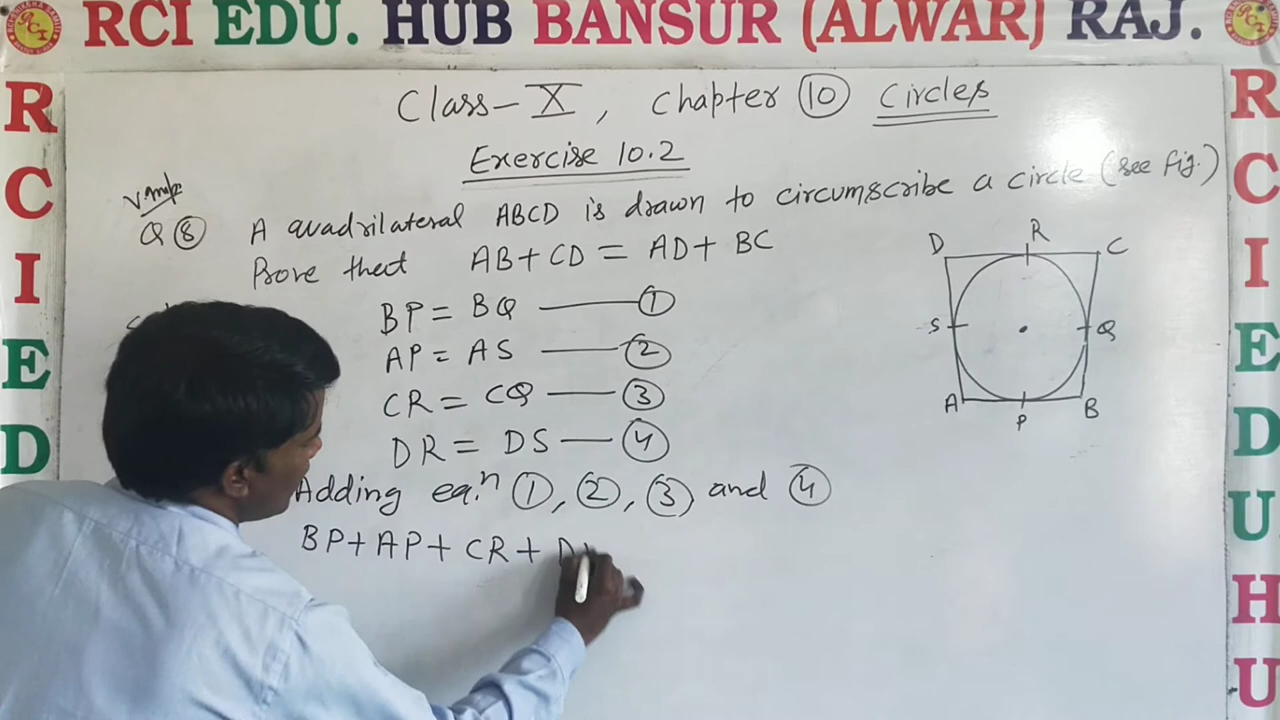 RCI EDU. HUB BANSUR (ALWAR) RAJ.
R
C
I
E
D
R
C
I
E
D
U
H
U
Class-X, Chapter 10 Circles
Exercise 10.2
V.Imp.
Q 8 A quadrilateral ABCD is drawn to circumscribe a circle (see fig.)
Prove that AB+CD = AD+ BC
BP = BQ — 1
AP = AS — 2
CR = CQ — 3
DR = DS — 4
Adding eq.n 1, 2, 3 and 4
BP+AP+CR+
D R C
S Q
A P B